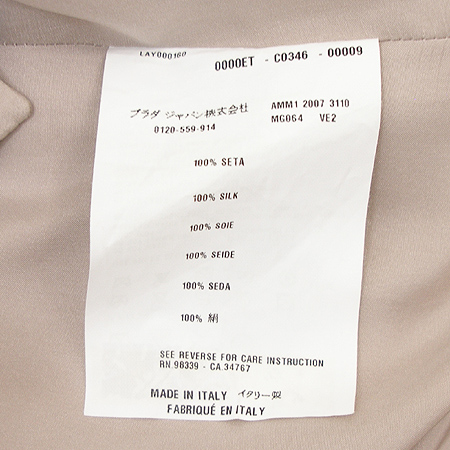 LAY000160
0000ET - C0346 - 00009
プラダ ジャパン株式会社 AMM1 2007 3110
0120-559-914 MG064 VE2
100% SETA
100% SILK
100% SOIE
100% SEIDE
100% SEDA
100% 絹
SEE REVERSE FOR CARE INSTRUCTION
RN.98339 - CA.34767
MADE IN ITALY イタリー製
FABRIQUÉ EN ITALY